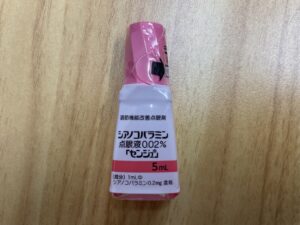 調節機能改善点眼剤
シアノコバラミン
点眼液0.02%
「センジュ」
5mL
(成分) 1mL中
シアノコバラミン0.2mg 含有